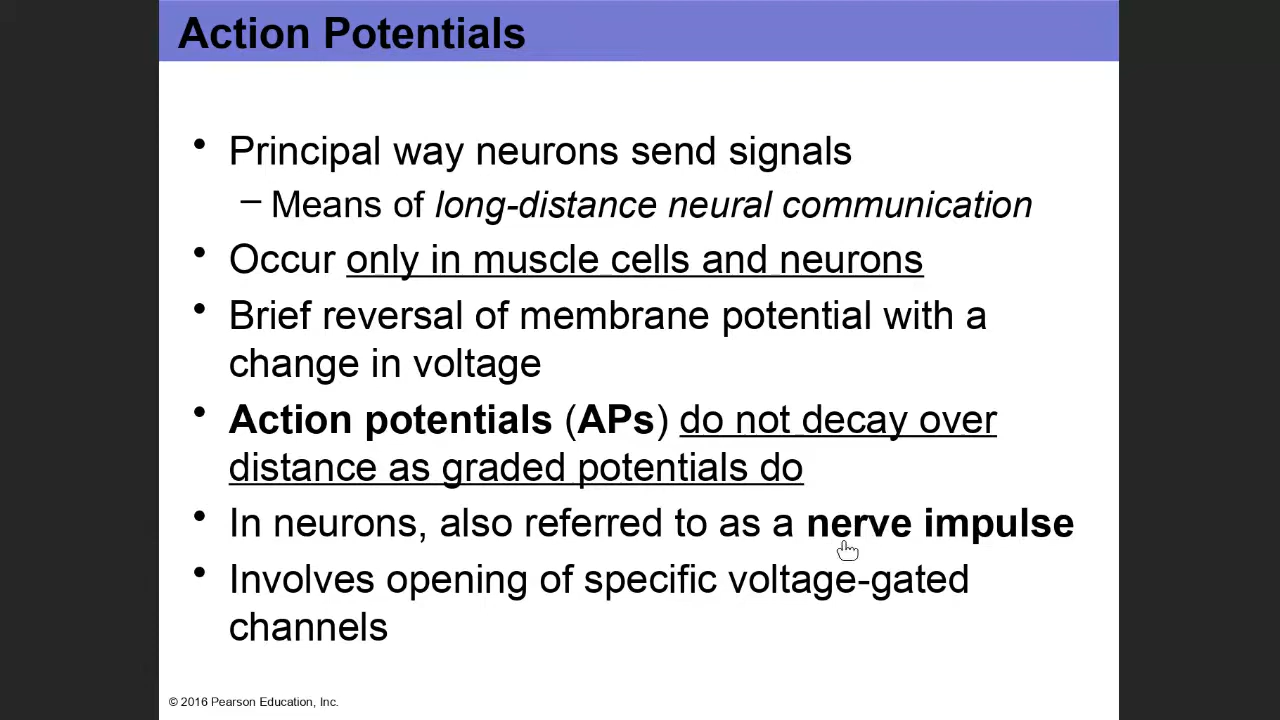 Action Potentials
• Principal way neurons send signals
– Means of long-distance neural communication
• Occur only in muscle cells and neurons
• Brief reversal of membrane potential with a
change in voltage
• Action potentials (APs) do not decay over
distance as graded potentials do
• In neurons, also referred to as a nerve impulse
• Involves opening of specific voltage-gated
channels
© 2016 Pearson Education, Inc.